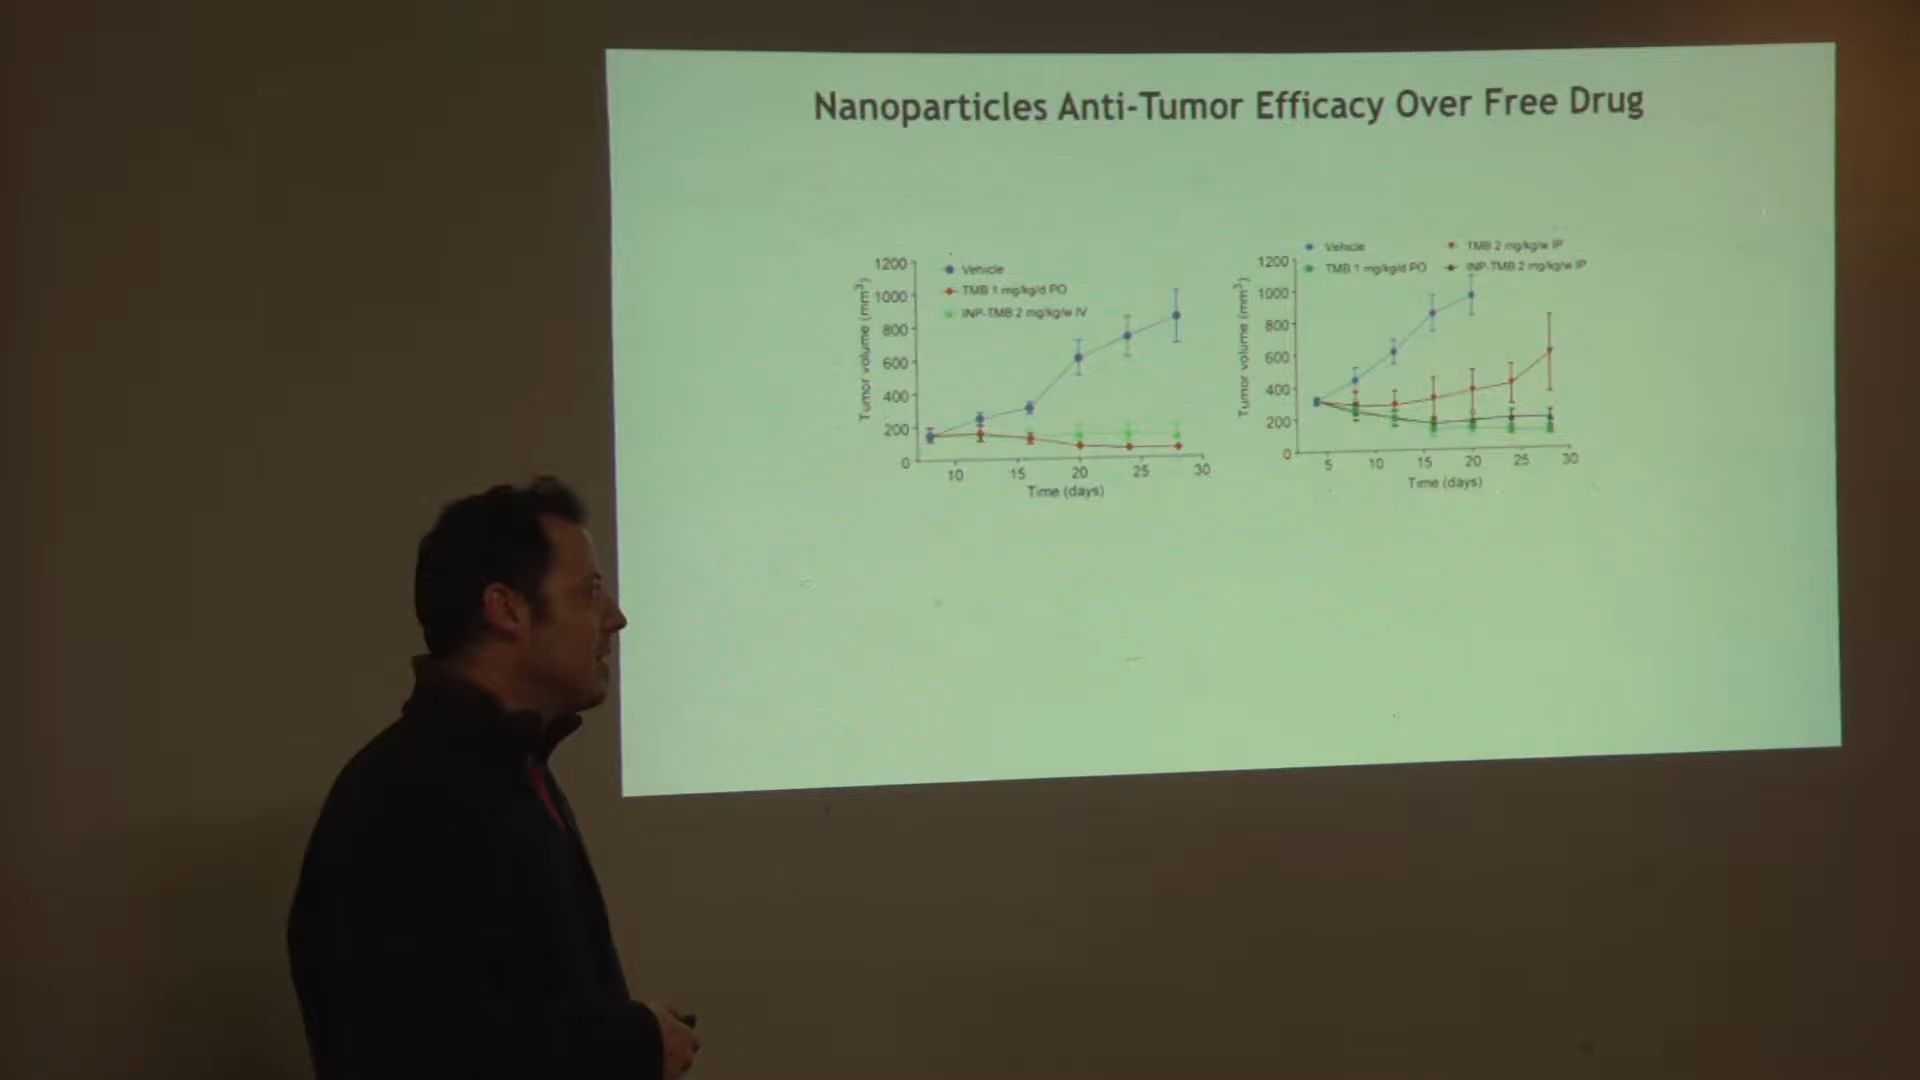 Nanoparticles Anti-Tumor Efficacy Over Free Drug
Tumor volume (mm³)
1200
1000
800
600
400
200
0
Vehicle
TMB 1 mg/kg/d PO
INP-TMB 2 mg/kg/w IV
10 15 20 25 30
Time (days)
Tumor volume (mm³)
1200
1000
800
600
400
200
0
Vehicle TMB 2 mg/kg/w IP
TMB 1 mg/kg/d PO INP-TMB 2 mg/kg/w IP
5 10 15 20 25 30
Time (days)